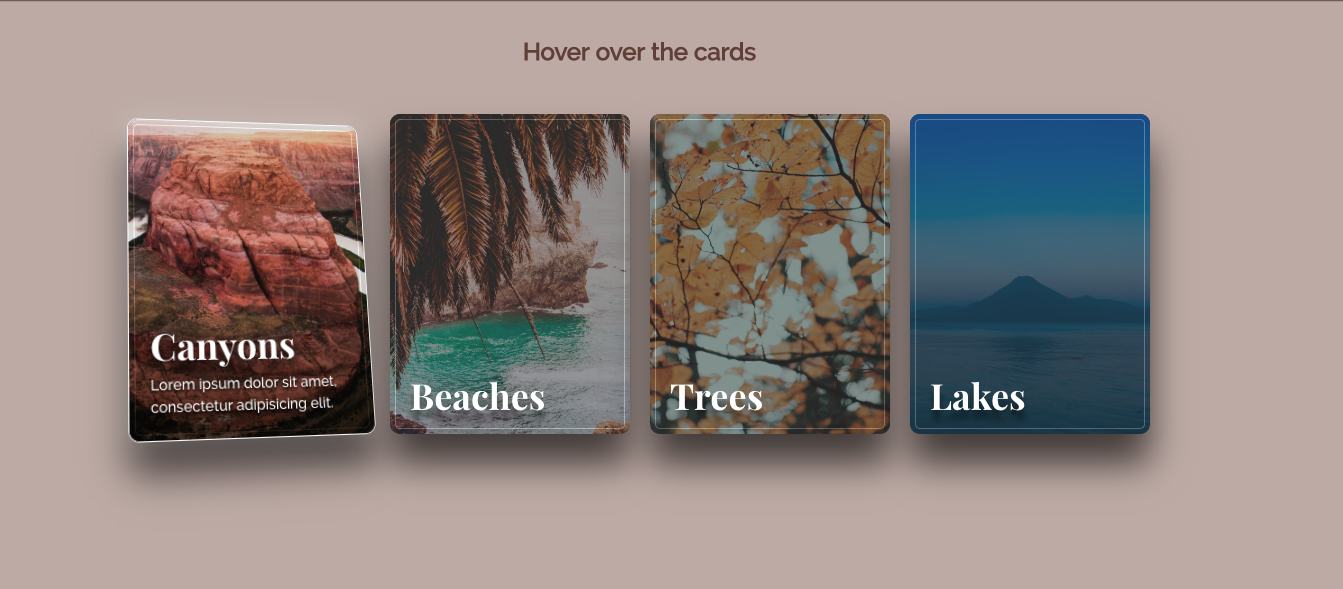 Hover over the cards
Canyons
Lorem ipsum dolor sit amet,
consectetur adipisicing elit.
Beaches
Trees
Lakes